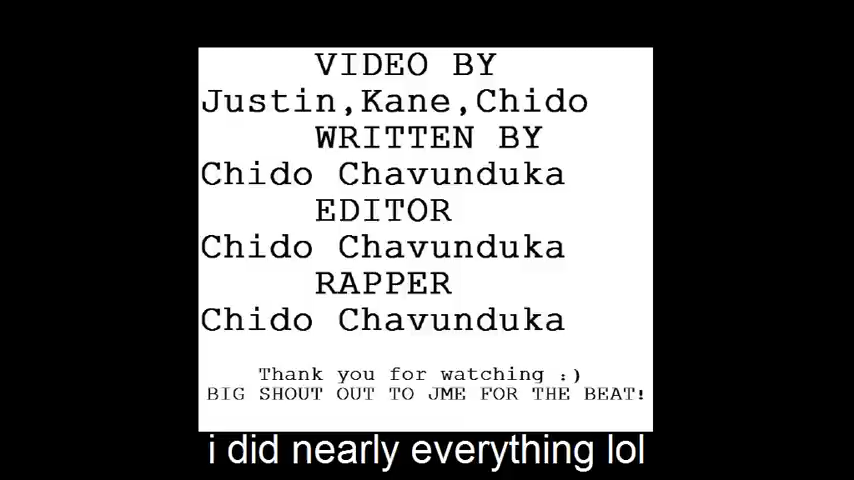 VIDEO BY
Justin,Kane,Chido
WRITTEN BY
Chido Chavunduka
EDITOR
Chido Chavunduka
RAPPER
Chido Chavunduka
Thank you for watching :)
BIG SHOUT OUT TO JME FOR THE BEAT!
i did nearly everything lol